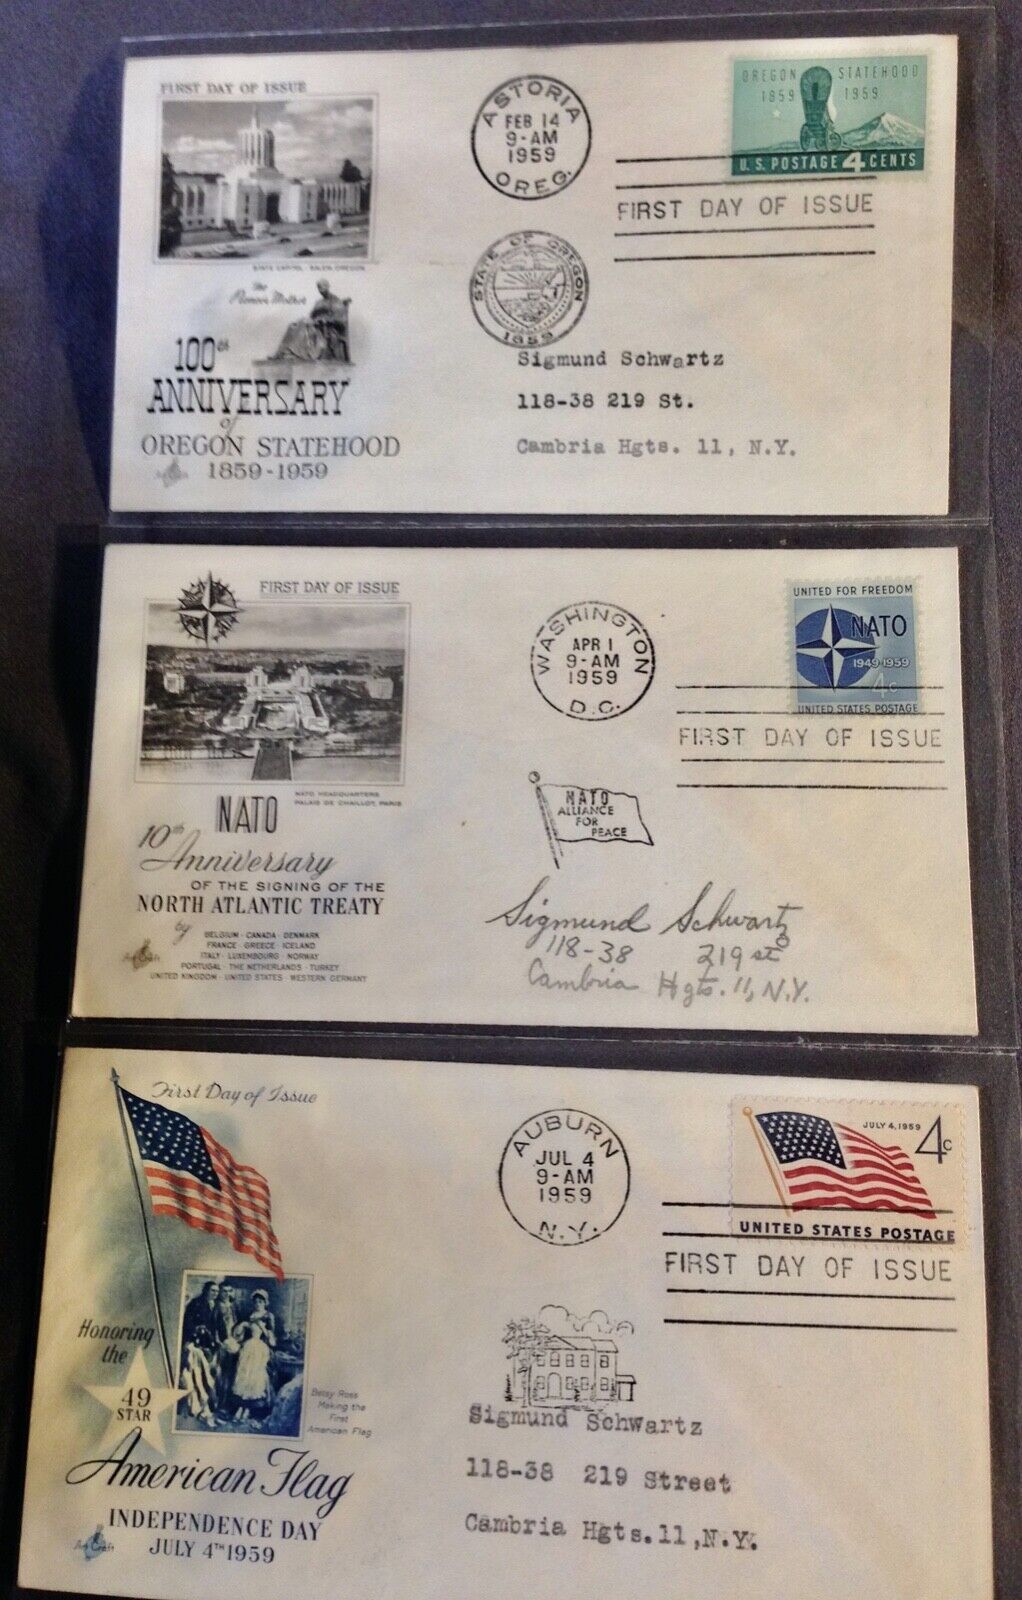 FIRST DAY OF ISSUE
STATE CAPITOL - SALEM, OREGON
The
Pioneer Mother
100th
ANNIVERSARY
of
OREGON STATEHOOD
1859-1959
Art Craft
ASTORIA
FEB 14
9-AM
1959
OREG.
STATE OF OREGON
1859
OREGON STATEHOOD
1859 1959
U.S. POSTAGE 4 CENTS
FIRST DAY OF ISSUE
Sigmund Schwartz
118-38 219 St.
Cambria Hgts. 11, N.Y.
FIRST DAY OF ISSUE
NATO HEADQUARTERS
PALAIS DE CHAILLOT, PARIS
NATO
10th
Anniversary
OF THE SIGNING OF THE
NORTH ATLANTIC TREATY
by
BELGIUM · CANADA · DENMARK
FRANCE · GREECE · ICELAND
ITALY · LUXEMBOURG · NORWAY
PORTUGAL · THE NETHERLANDS · TURKEY
UNITED KINGDOM · UNITED STATES · WESTERN GERMANY
Art Craft
WASHINGTON
APR 1
9-AM
1959
D.C.
UNITED FOR FREEDOM
NATO
1949-1959
4c
UNITED STATES POSTAGE
FIRST DAY OF ISSUE
NATO
ALLIANCE
FOR
PEACE
Sigmund Schwartz
118-38 219 st
Cambria Hgts. 11, N.Y.
First Day of Issue
Honoring
the
49
STAR
Betsy Ross
Making the
First
American Flag
American Flag
INDEPENDENCE DAY
JULY 4TH 1959
Art Craft
AUBURN
JUL 4
9-AM
1959
N.Y.
JULY 4, 1959
4c
UNITED STATES POSTAGE
FIRST DAY OF ISSUE
Sigmund Schwartz
118-38 219 Street
Cambria Hgts.11,N.Y.